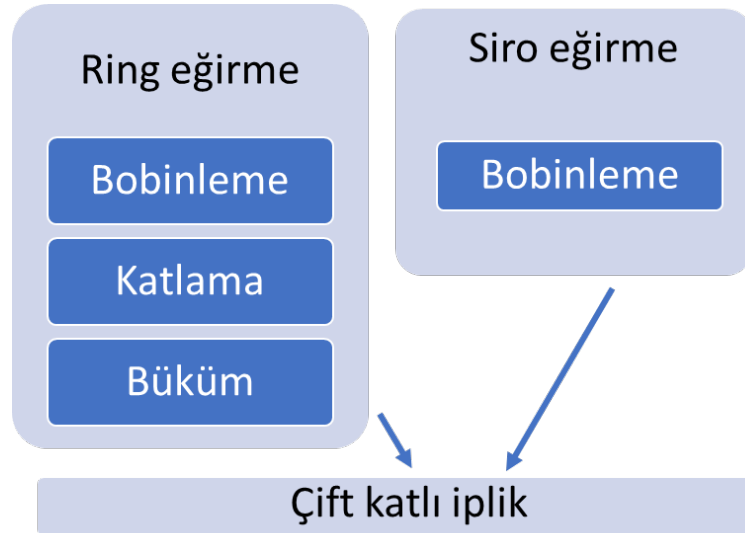 Ring eğirme
Bobinleme
Katlama
Büküm
Siro eğirme
Bobinleme
Çift katlı iplik